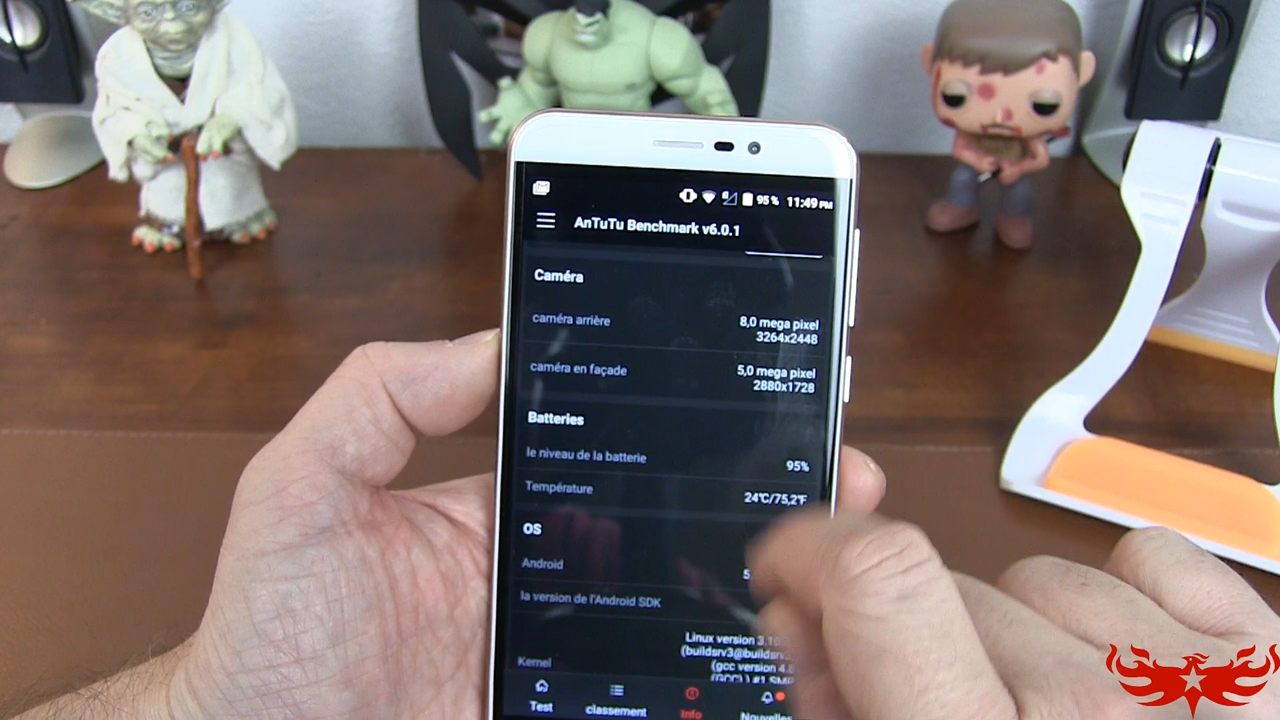 95 % 11:49 PM
AnTuTu Benchmark v6.0.1
Caméra
caméra arrière
8,0 mega pixel
3264x2448
caméra en façade
5,0 mega pixel
2880x1728
Batteries
le niveau de la batterie
95%
Température
24℃/75,2℉
OS
Android
5
la version de l'Android SDK
Kernel
Linux version 3.10
(buildsrv3@buildsrv
(gcc version 4.8
(GCC) ) #1 SMP
Test
classement
Info
Nouvelles